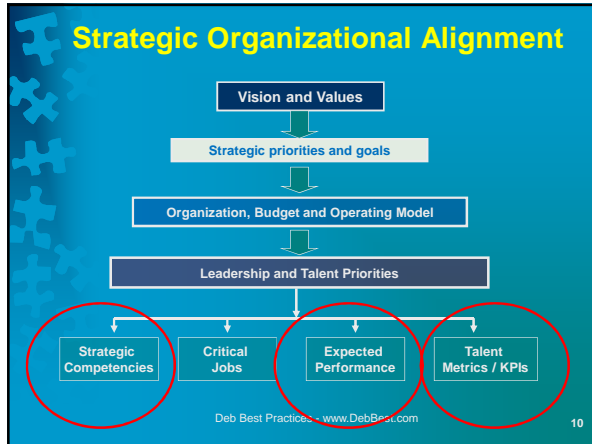 Strategic Organizational Alignment
Vision and Values
Strategic priorities and goals
Organization, Budget and Operating Model
Leadership and Talent Priorities
Strategic
Competencies
Critical
Jobs
Expected
Performance
Talent
Metrics / KPIs
Deb Best Practices - www.DebBest.com
10